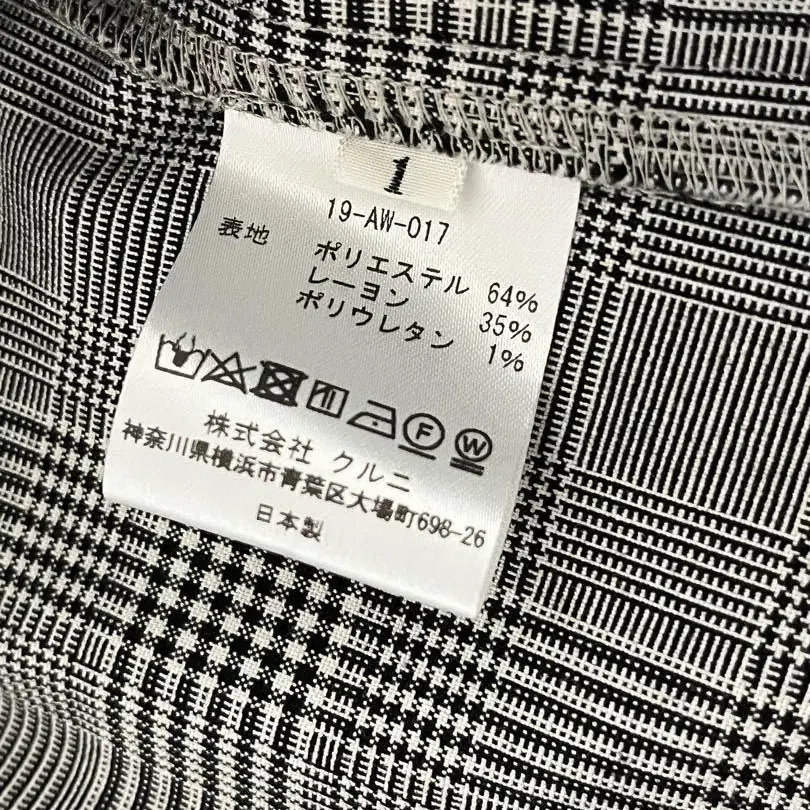 1
19-AW-017
表地 ポリエステル 64%
レーヨン 35%
ポリウレタン 1%
F W
株式会社 クルニ
神奈川県横浜市青葉区大場町698-26
日本製